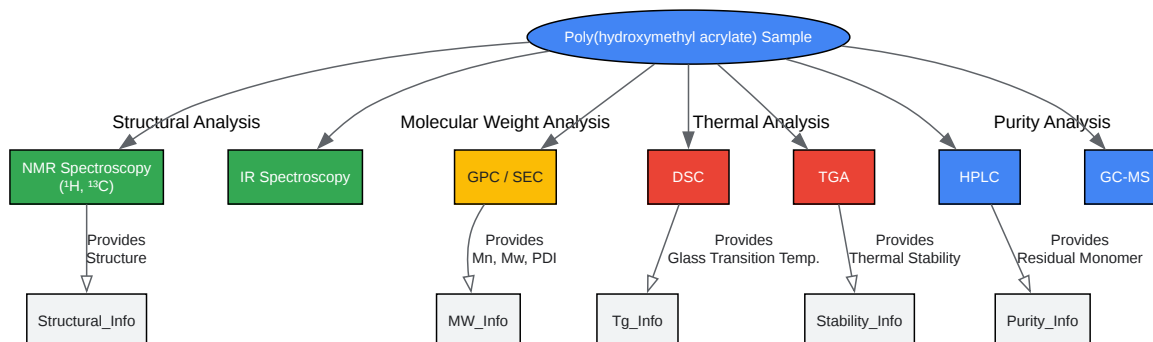 Poly(hydroxymethyl acrylate) Sample
Structural Analysis
Molecular Weight Analysis
Thermal Analysis
Purity Analysis
NMR Spectroscopy
(¹H, ¹³C)
IR Spectroscopy
GPC / SEC
DSC
TGA
HPLC
GC-MS
Provides
Structure
Provides
Mn, Mw, PDI
Provides
Glass Transition Temp.
Provides
Thermal Stability
Provides
Residual Monomer
Structural_Info
MW_Info
Tg_Info
Stability_Info
Purity_Info